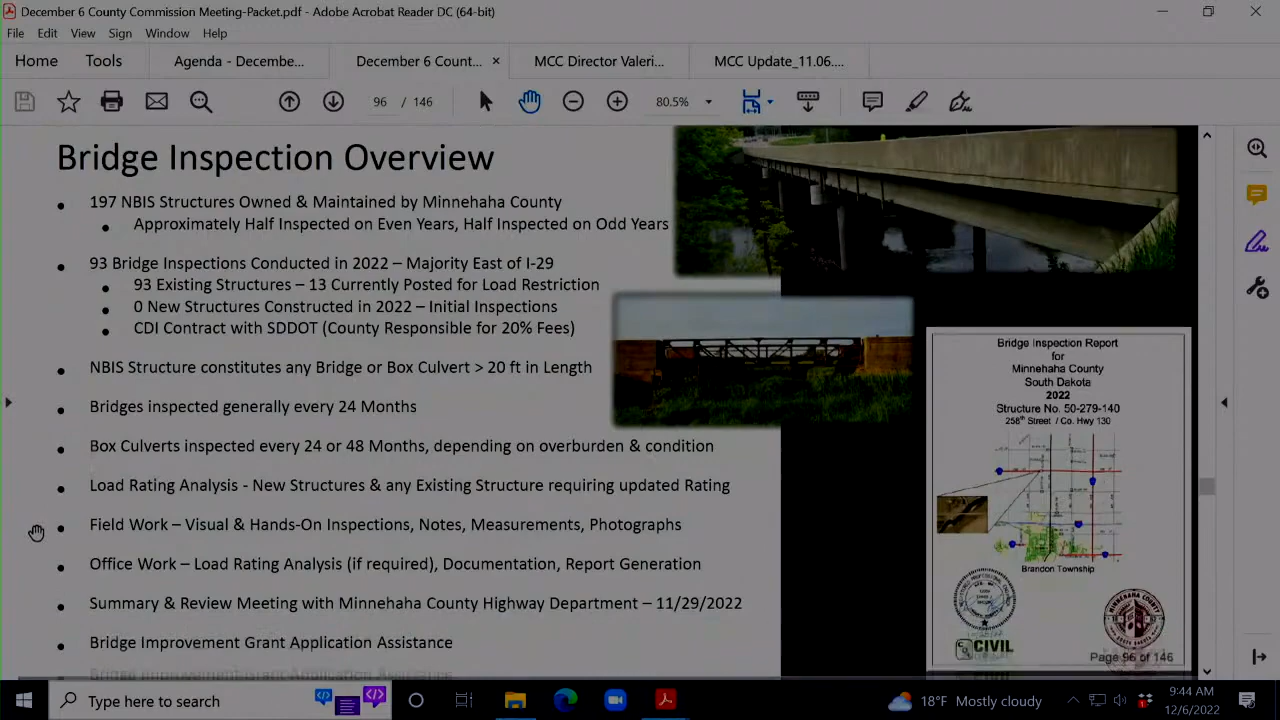 December 6 County Commission Meeting-Packet.pdf - Adobe Acrobat Reader DC (64-bit)
File Edit View Sign Window Help
Home Tools Agenda - Decembe... December 6 Count... × MCC Director Valeri... MCC Update_11.06....
96 / 146 80.5%
Bridge Inspection Overview
• 197 NBIS Structures Owned & Maintained by Minnehaha County
• Approximately Half Inspected on Even Years, Half Inspected on Odd Years
• 93 Bridge Inspections Conducted in 2022 – Majority East of I-29
• 93 Existing Structures – 13 Currently Posted for Load Restriction
• 0 New Structures Constructed in 2022 – Initial Inspections
• CDI Contract with SDDOT (County Responsible for 20% Fees)
• NBIS Structure constitutes any Bridge or Box Culvert > 20 ft in Length
• Bridges inspected generally every 24 Months
• Box Culverts inspected every 24 or 48 Months, depending on overburden & condition
• Load Rating Analysis - New Structures & any Existing Structure requiring updated Rating
• Field Work – Visual & Hands-On Inspections, Notes, Measurements, Photographs
• Office Work – Load Rating Analysis (if required), Documentation, Report Generation
• Summary & Review Meeting with Minnehaha County Highway Department – 11/29/2022
• Bridge Improvement Grant Application Assistance
Bridge Inspection Report
for
Minnehaha County
South Dakota
2022
Structure No. 50-279-140
258th Street / Co. Hwy 130
Brandon Township
MINNEHAHA COUNTY
CIVIL
Page 96 of 146
Type here to search
18°F Mostly cloudy
9:44 AM
12/6/2022